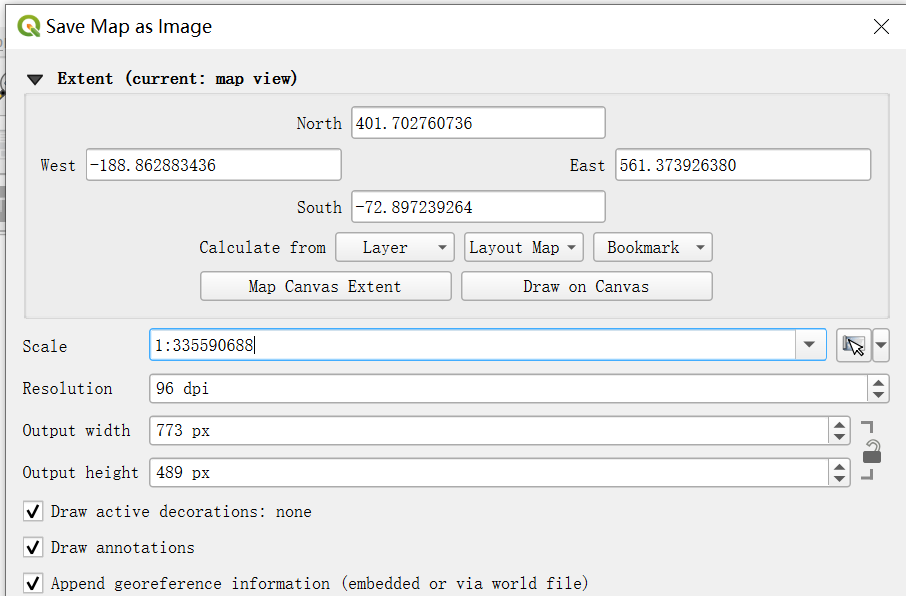 Save Map as Image
Extent (current: map view)
North 401.702760736
West -188.862883436 East 561.373926380
South -72.897239264
Calculate from Layer Layout Map Bookmark
Map Canvas Extent Draw on Canvas
Scale 1:335590688
Resolution 96 dpi
Output width 773 px
Output height 489 px
Draw active decorations: none
Draw annotations
Append georeference information (embedded or via world file)